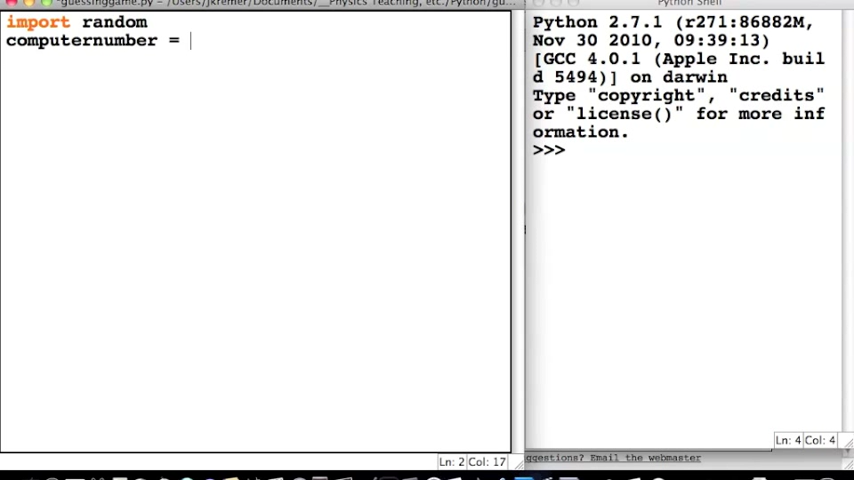 *guessinggame.py – /Users/jkremer/Documents/__Physics Teaching, etc./Python/gu...
import random
computernumber =
Ln: 2 Col: 17
Python Shell
Python 2.7.1 (r271:86882M,
Nov 30 2010, 09:39:13)
[GCC 4.0.1 (Apple Inc. buil
d 5494)] on darwin
Type "copyright", "credits"
or "license()" for more inf
ormation.
>>>
Ln: 4 Col: 4
ggestions? Email the webmaster